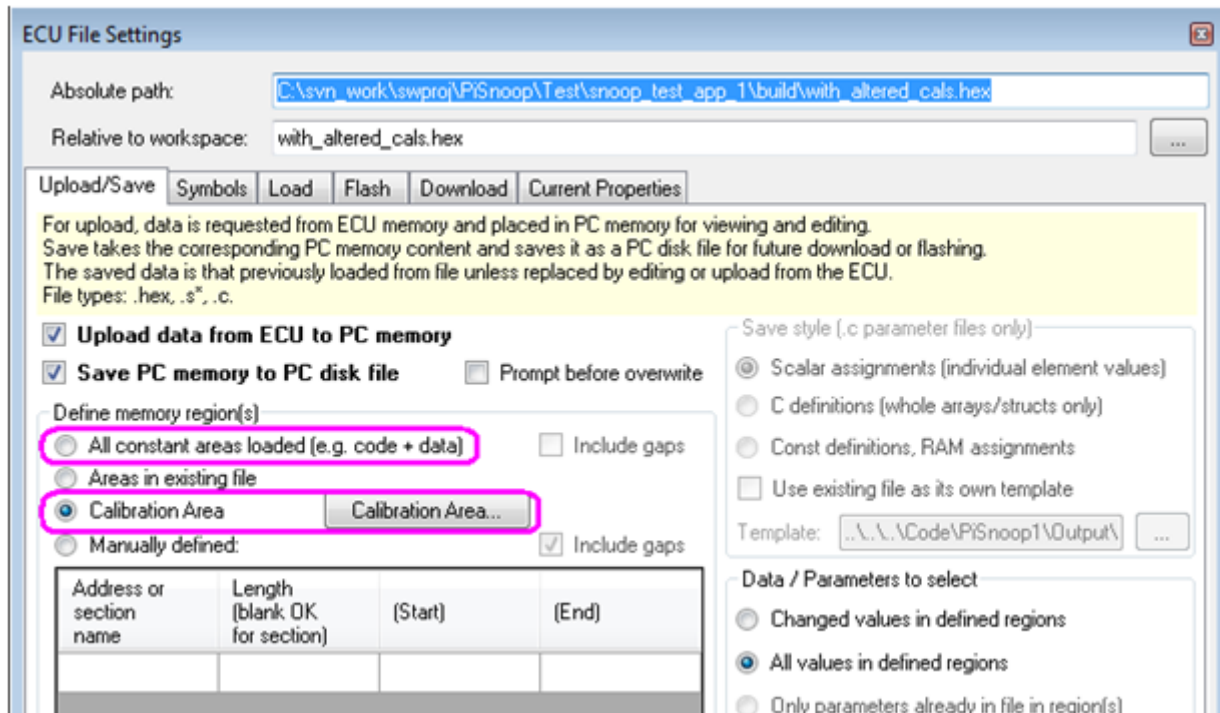 ECU File Settings
Absolute path:
C:\svn_work\swproj\PiSnoop\Test\snoop_test_app_1\build\with_altered_cals.hex
Relative to workspace:
with_altered_cals.hex
...
Upload/Save
Symbols
Load
Flash
Download
Current Properties
For upload, data is requested from ECU memory and placed in PC memory for viewing and editing.
Save takes the corresponding PC memory content and saves it as a PC disk file for future download or flashing.
The saved data is that previously loaded from file unless replaced by editing or upload from the ECU.
File types: .hex, .s*, .c.
Upload data from ECU to PC memory
Save PC memory to PC disk file
Prompt before overwrite
Define memory region(s)
All constant areas loaded (e.g. code + data)
Include gaps
Areas in existing file
Calibration Area
Calibration Area...
Manually defined:
Include gaps
Address or
section
name
Length
(blank OK
for section)
(Start)
(End)
Save style (.c parameter files only)
Scalar assignments (individual element values)
C definitions (whole arrays/structs only)
Const definitions, RAM assignments
Use existing file as its own template
Template:
..\..\..\Code\PiSnoop1\Output\
...
Data / Parameters to select
Changed values in defined regions
All values in defined regions
Only parameters already in file in region(s)